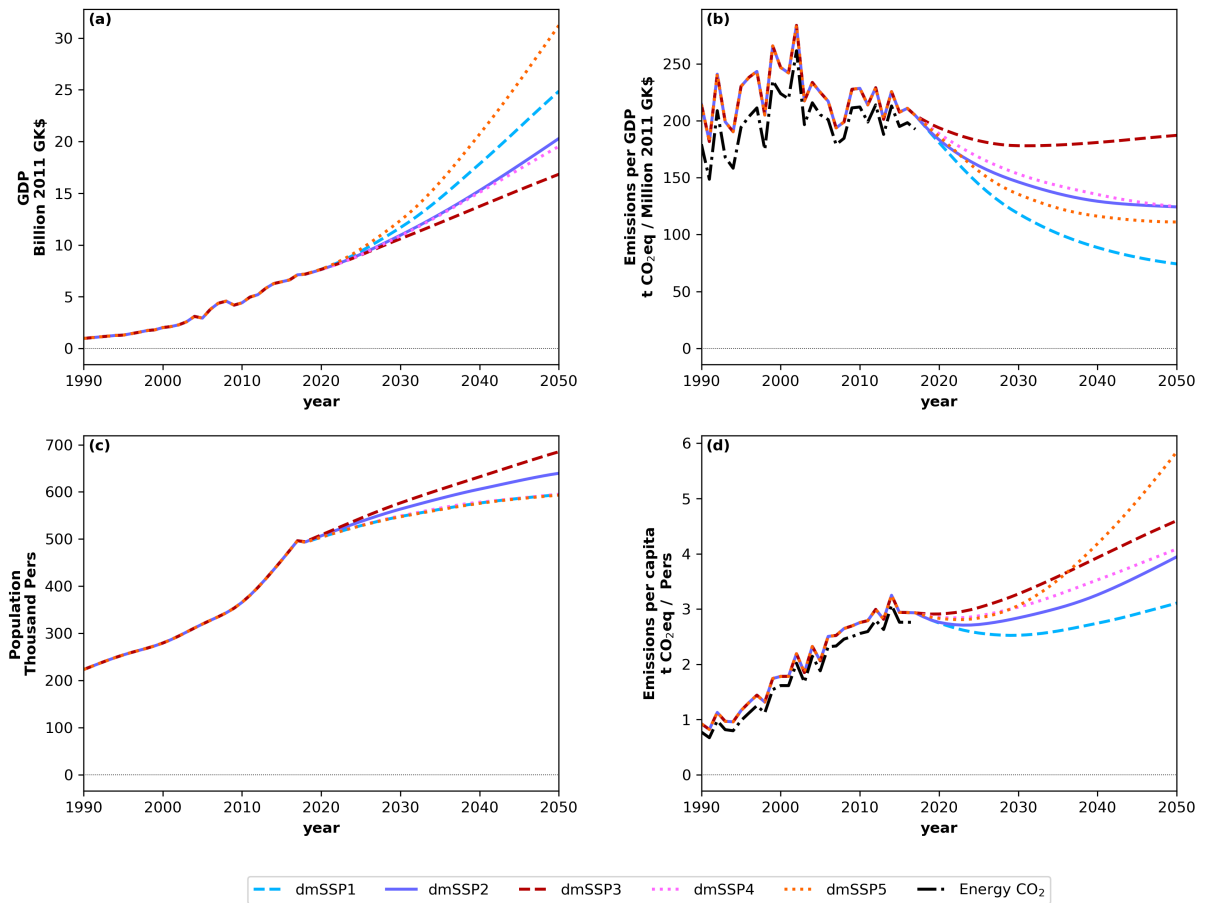 (a)
GDP
Billion 2011 GK$
30
25
20
15
10
5
0
1990 2000 2010 2020 2030 2040 2050
year
(b)
Emissions per GDP
t CO₂eq / Million 2011 GK$
250
200
150
100
50
0
1990 2000 2010 2020 2030 2040 2050
year
(c)
Population
Thousand Pers
700
600
500
400
300
200
100
0
1990 2000 2010 2020 2030 2040 2050
year
(d)
Emissions per capita
t CO₂eq / Pers
6
5
4
3
2
1
0
1990 2000 2010 2020 2030 2040 2050
year
dmSSP1 dmSSP2 dmSSP3 dmSSP4 dmSSP5 Energy CO₂